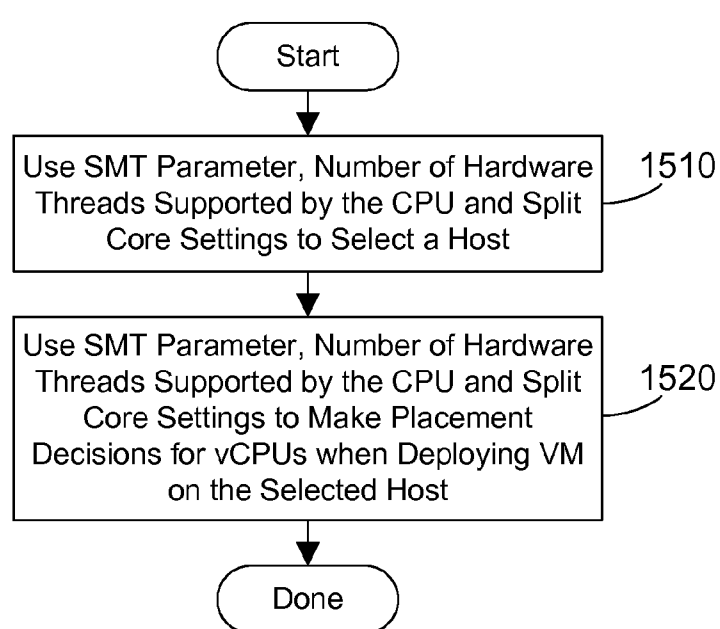 Start
Use SMT Parameter, Number of Hardware
Threads Supported by the CPU and Split
Core Settings to Select a Host
1510
Use SMT Parameter, Number of Hardware
Threads Supported by the CPU and Split
Core Settings to Make Placement
Decisions for vCPUs when Deploying VM
on the Selected Host
1520
Done